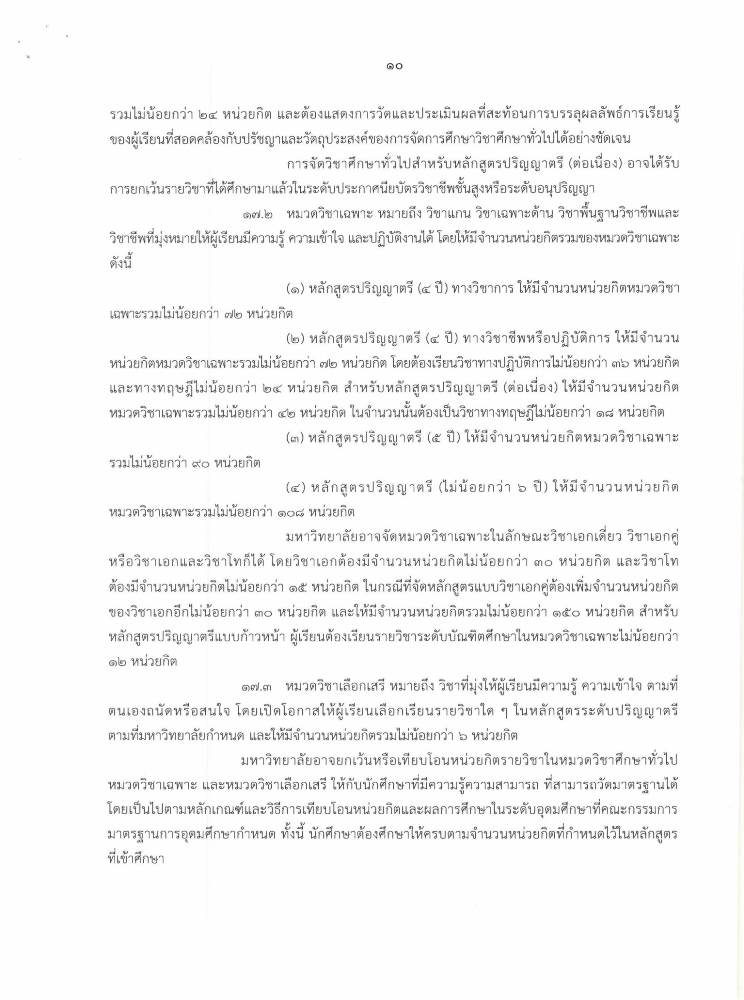 ๑๐
รวมไม่น้อยกว่า ๒๔ หน่วยกิต และต้องแสดงการวัดและประเมินผลที่สะท้อนการบรรลุผลลัพธ์การเรียนรู้
ของผู้เรียนที่สอดคล้องกับปรัชญาและวัตถุประสงค์ของการจัดการศึกษาวิชาศึกษาทั่วไปได้อย่างชัดเจน
การจัดวิชาศึกษาทั่วไปสำหรับหลักสูตรปริญญาตรี (ต่อเนื่อง) อาจได้รับ
การยกเว้นรายวิชาที่ได้ศึกษามาแล้วในระดับประกาศนียบัตรวิชาชีพชั้นสูงหรือระดับอนุปริญญา
๑๗.๒ หมวดวิชาเฉพาะ หมายถึง วิชาแกน วิชาเฉพาะด้าน วิชาพื้นฐานวิชาชีพและ
วิชาชีพที่มุ่งหมายให้ผู้เรียนมีความรู้ ความเข้าใจ และปฏิบัติงานได้ โดยให้มีจำนวนหน่วยกิตรวมของหมวดวิชาเฉพาะ
ดังนี้
(๑) หลักสูตรปริญญาตรี (๔ ปี) ทางวิชาการ ให้มีจำนวนหน่วยกิตหมวดวิชา
เฉพาะรวมไม่น้อยกว่า ๗๒ หน่วยกิต
(๒) หลักสูตรปริญญาตรี (๔ ปี) ทางวิชาชีพหรือปฏิบัติการ ให้มีจำนวน
หน่วยกิตหมวดวิชาเฉพาะรวมไม่น้อยกว่า ๗๒ หน่วยกิต โดยต้องเรียนวิชาทางปฏิบัติการไม่น้อยกว่า ๓๖ หน่วยกิต
และทางทฤษฎีไม่น้อยกว่า ๒๔ หน่วยกิต สำหรับหลักสูตรปริญญาตรี (ต่อเนื่อง) ให้มีจำนวนหน่วยกิต
หมวดวิชาเฉพาะรวมไม่น้อยกว่า ๔๒ หน่วยกิต ในจำนวนนั้นต้องเป็นวิชาทางทฤษฎีไม่น้อยกว่า ๑๘ หน่วยกิต
(๓) หลักสูตรปริญญาตรี (๕ ปี) ให้มีจำนวนหน่วยกิตหมวดวิชาเฉพาะ
รวมไม่น้อยกว่า ๙๐ หน่วยกิต
(๔) หลักสูตรปริญญาตรี (ไม่น้อยกว่า ๖ ปี) ให้มีจำนวนหน่วยกิต
หมวดวิชาเฉพาะรวมไม่น้อยกว่า ๑๐๘ หน่วยกิต
มหาวิทยาลัยอาจจัดหมวดวิชาเฉพาะในลักษณะวิชาเอกเดี่ยว วิชาเอกคู่
หรือวิชาเอกและวิชาโทก็ได้ โดยวิชาเอกต้องมีจำนวนหน่วยกิตไม่น้อยกว่า ๓๐ หน่วยกิต และวิชาโท
ต้องมีจำนวนหน่วยกิตไม่น้อยกว่า ๑๕ หน่วยกิต ในกรณีที่จัดหลักสูตรแบบวิชาเอกคู่ต้องเพิ่มจำนวนหน่วยกิต
ของวิชาเอกอีกไม่น้อยกว่า ๓๐ หน่วยกิต และให้มีจำนวนหน่วยกิตรวมไม่น้อยกว่า ๑๕๐ หน่วยกิต สำหรับ
หลักสูตรปริญญาตรีแบบก้าวหน้า ผู้เรียนต้องเรียนรายวิชาระดับบัณฑิตศึกษาในหมวดวิชาเฉพาะไม่น้อยกว่า
๑๒ หน่วยกิต
๑๗.๓ หมวดวิชาเลือกเสรี หมายถึง วิชาที่มุ่งให้ผู้เรียนมีความรู้ ความเข้าใจ ตามที่
ตนเองถนัดหรือสนใจ โดยเปิดโอกาสให้ผู้เรียนเลือกเรียนรายวิชาใด ๆ ในหลักสูตรระดับปริญญาตรี
ตามที่มหาวิทยาลัยกำหนด และให้มีจำนวนหน่วยกิตรวมไม่น้อยกว่า ๖ หน่วยกิต
มหาวิทยาลัยอาจยกเว้นหรือเทียบโอนหน่วยกิตรายวิชาในหมวดวิชาศึกษาทั่วไป
หมวดวิชาเฉพาะ และหมวดวิชาเลือกเสรี ให้กับนักศึกษาที่มีความรู้ความสามารถ ที่สามารถวัดมาตรฐานได้
โดยเป็นไปตามหลักเกณฑ์และวิธีการเทียบโอนหน่วยกิตและผลการศึกษาในระดับอุดมศึกษาที่คณะกรรมการ
มาตรฐานการอุดมศึกษากำหนด ทั้งนี้ นักศึกษาต้องศึกษาให้ครบตามจำนวนหน่วยกิตที่กำหนดไว้ในหลักสูตร
ที่เข้าศึกษา